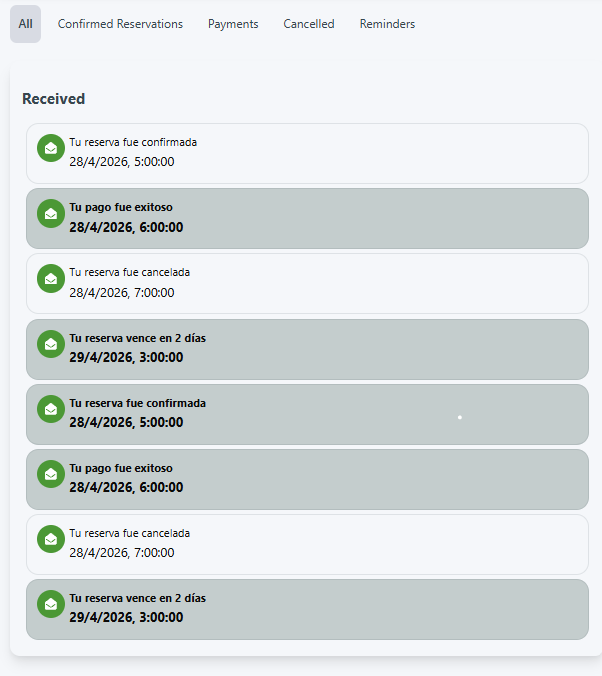 All
Confirmed Reservations
Payments
Cancelled
Reminders
Received
Tu reserva fue confirmada
28/4/2026, 5:00:00
Tu pago fue exitoso
28/4/2026, 6:00:00
Tu reserva fue cancelada
28/4/2026, 7:00:00
Tu reserva vence en 2 días
29/4/2026, 3:00:00
Tu reserva fue confirmada
28/4/2026, 5:00:00
Tu pago fue exitoso
28/4/2026, 6:00:00
Tu reserva fue cancelada
28/4/2026, 7:00:00
Tu reserva vence en 2 días
29/4/2026, 3:00:00